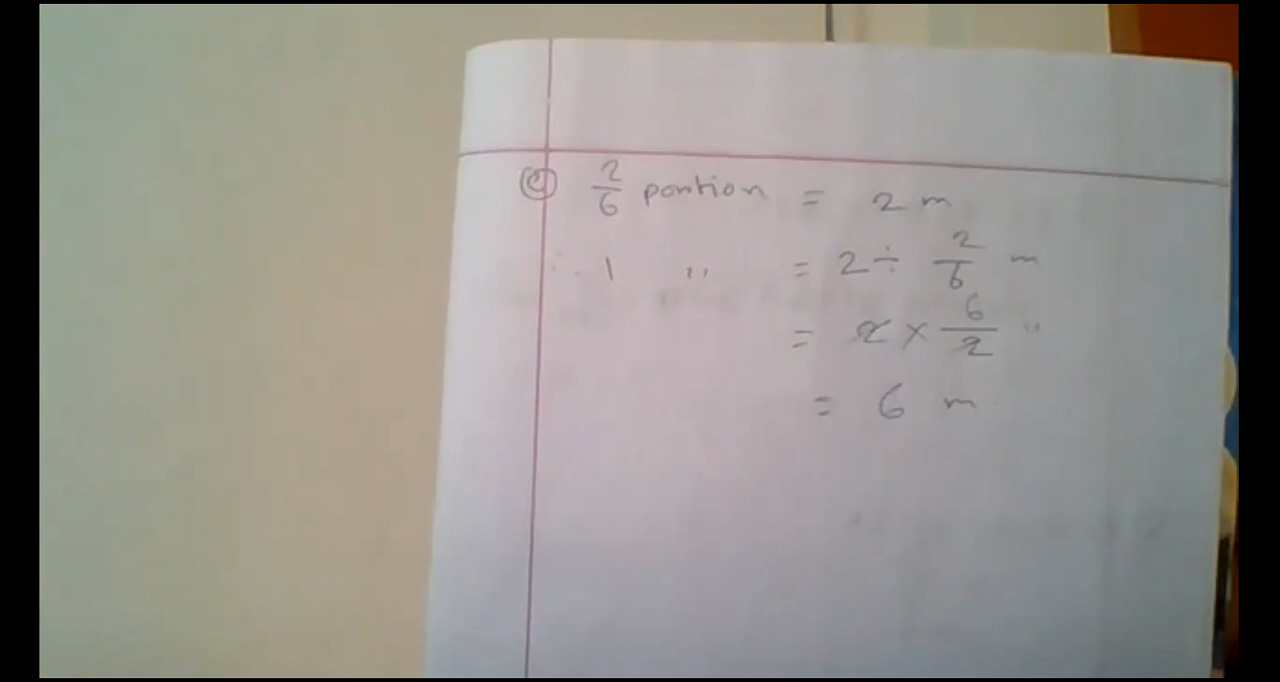 (c) 2/6 portion = 2 m
∴ 1 " = 2 ÷ 2/6 m
= 2 × 6/2 "
= 6 m